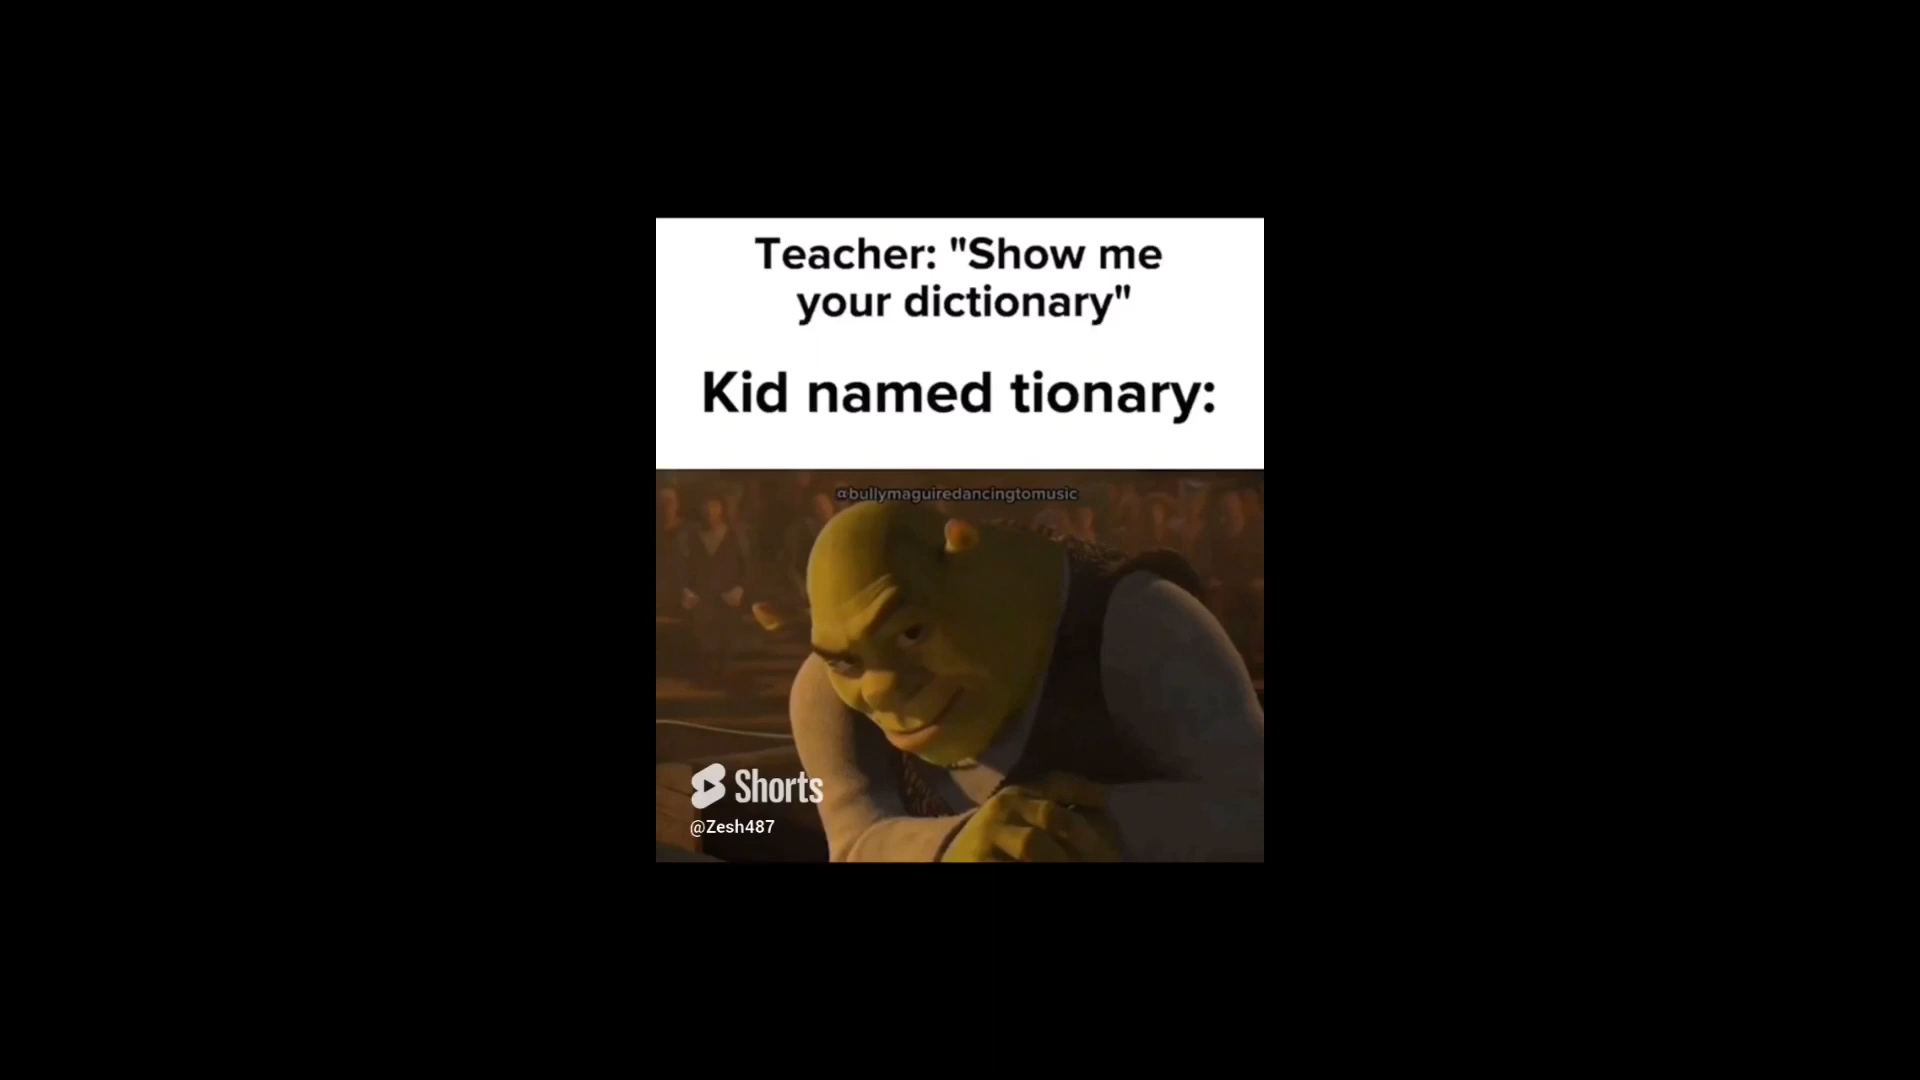 Teacher: "Show me
your dictionary"
Kid named tionary:
@bullymaguiredancingtomusic
Shorts
@Zesh487